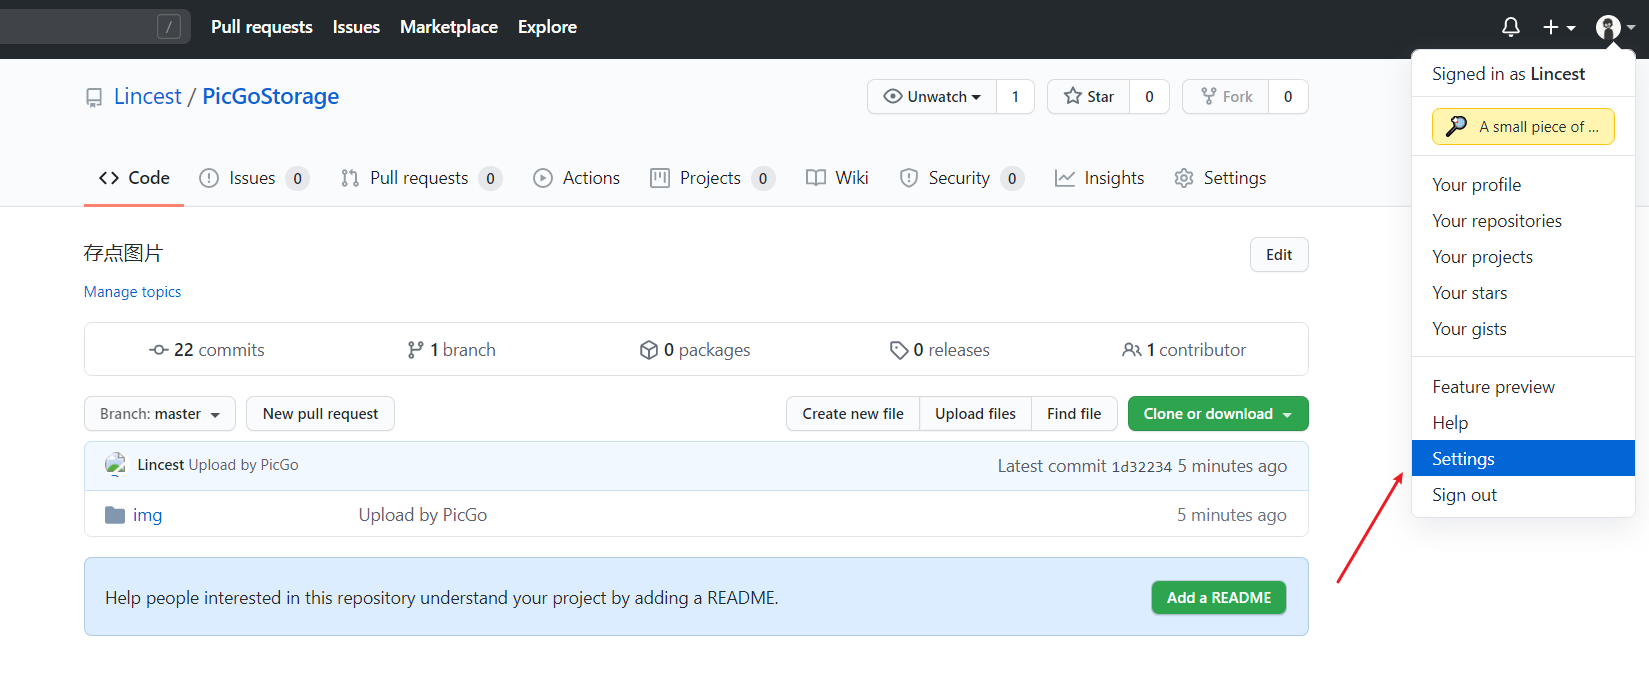 / Pull requests Issues Marketplace Explore
Signed in as Lincest
A small piece of ...
Your profile
Your repositories
Your projects
Your stars
Your gists
Feature preview
Help
Settings
Sign out
Lincest / PicGoStorage
Unwatch 1 Star 0 Fork 0
Code Issues 0 Pull requests 0 Actions Projects 0 Wiki Security 0 Insights Settings
存点图片 Edit
Manage topics
22 commits 1 branch 0 packages 0 releases 1 contributor
Branch: master New pull request Create new file Upload files Find file Clone or download
Lincest Upload by PicGo Latest commit 1d32234 5 minutes ago
img Upload by PicGo 5 minutes ago
Help people interested in this repository understand your project by adding a README. Add a README